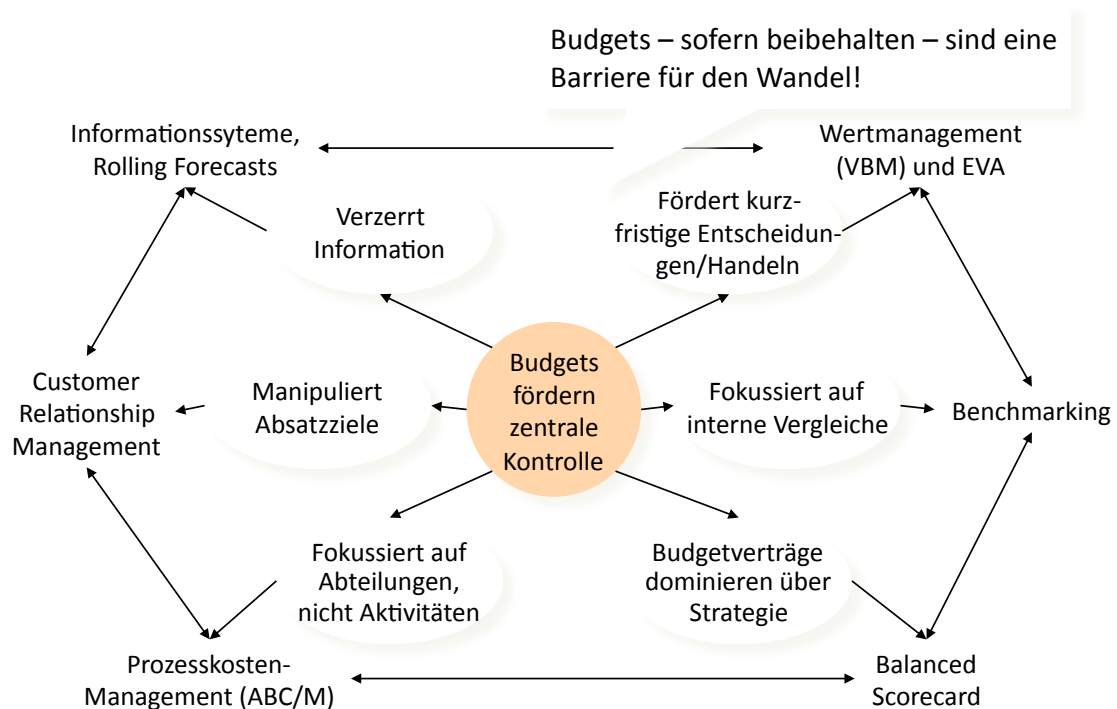 Budgets – sofern beibehalten – sind eine
Barriere für den Wandel!
Informationssyteme,
Rolling Forecasts
Wertmanagement
(VBM) und EVA
Verzerrt
Information
Fördert kurz-
fristige Entscheidun-
gen/Handeln
Customer
Relationship
Management
Manipuliert
Absatzziele
Budgets
fördern
zentrale
Kontrolle
Fokussiert auf
interne Vergleiche
Benchmarking
Fokussiert auf
Abteilungen,
nicht Aktivitäten
Budgetverträge
dominieren über
Strategie
Prozesskosten-
Management (ABC/M)
Balanced
Scorecard